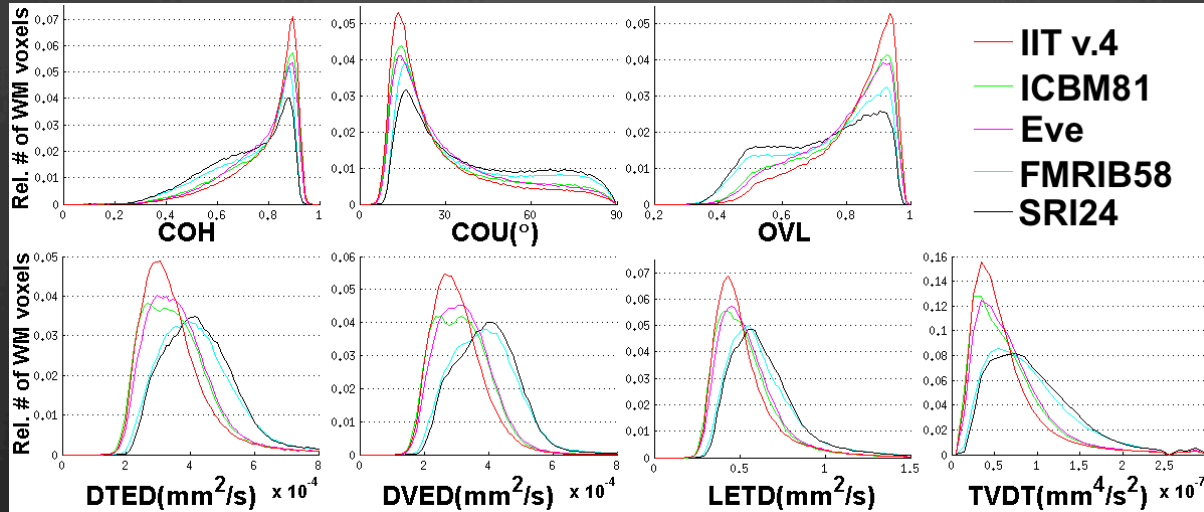 Rel. # of WM voxels
0.07
0.06
0.05
0.04
0.03
0.02
0.01
0
0 0.2 0.4 0.6 0.8 1
COH
0.05
0.04
0.03
0.02
0.01
0
0 30 60 90
COU(°)
0.05
0.04
0.03
0.02
0.01
0
0.2 0.4 0.6 0.8 1
OVL
IIT v.4
ICBM81
Eve
FMRIB58
SRI24
Rel. # of WM voxels
0.05
0.04
0.03
0.02
0.01
0
0 2 4 6 8
DTED(mm²/s) x 10⁻⁴
0.06
0.05
0.04
0.03
0.02
0.01
0
0 2 4 6 8
DVED(mm²/s) x 10⁻⁴
0.07
0.06
0.05
0.04
0.03
0.02
0.01
0
0 0.5 1 1.5
LETD(mm²/s)
0.16
0.14
0.12
0.1
0.08
0.06
0.04
0.02
0
0 0.5 1 1.5 2 2.5
TVDT(mm⁴/s²) x 10⁻⁷